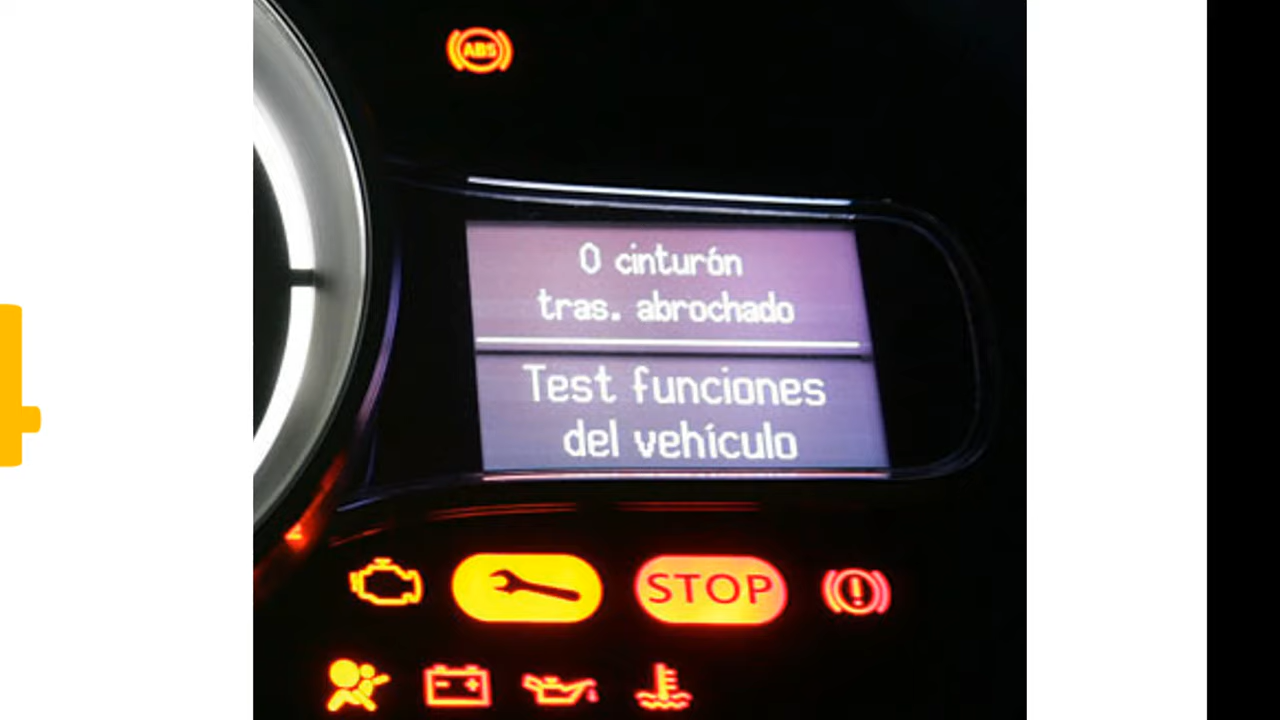 ABS
0 cinturón
tras. abrochado
Test funciones
del vehículo
STOP